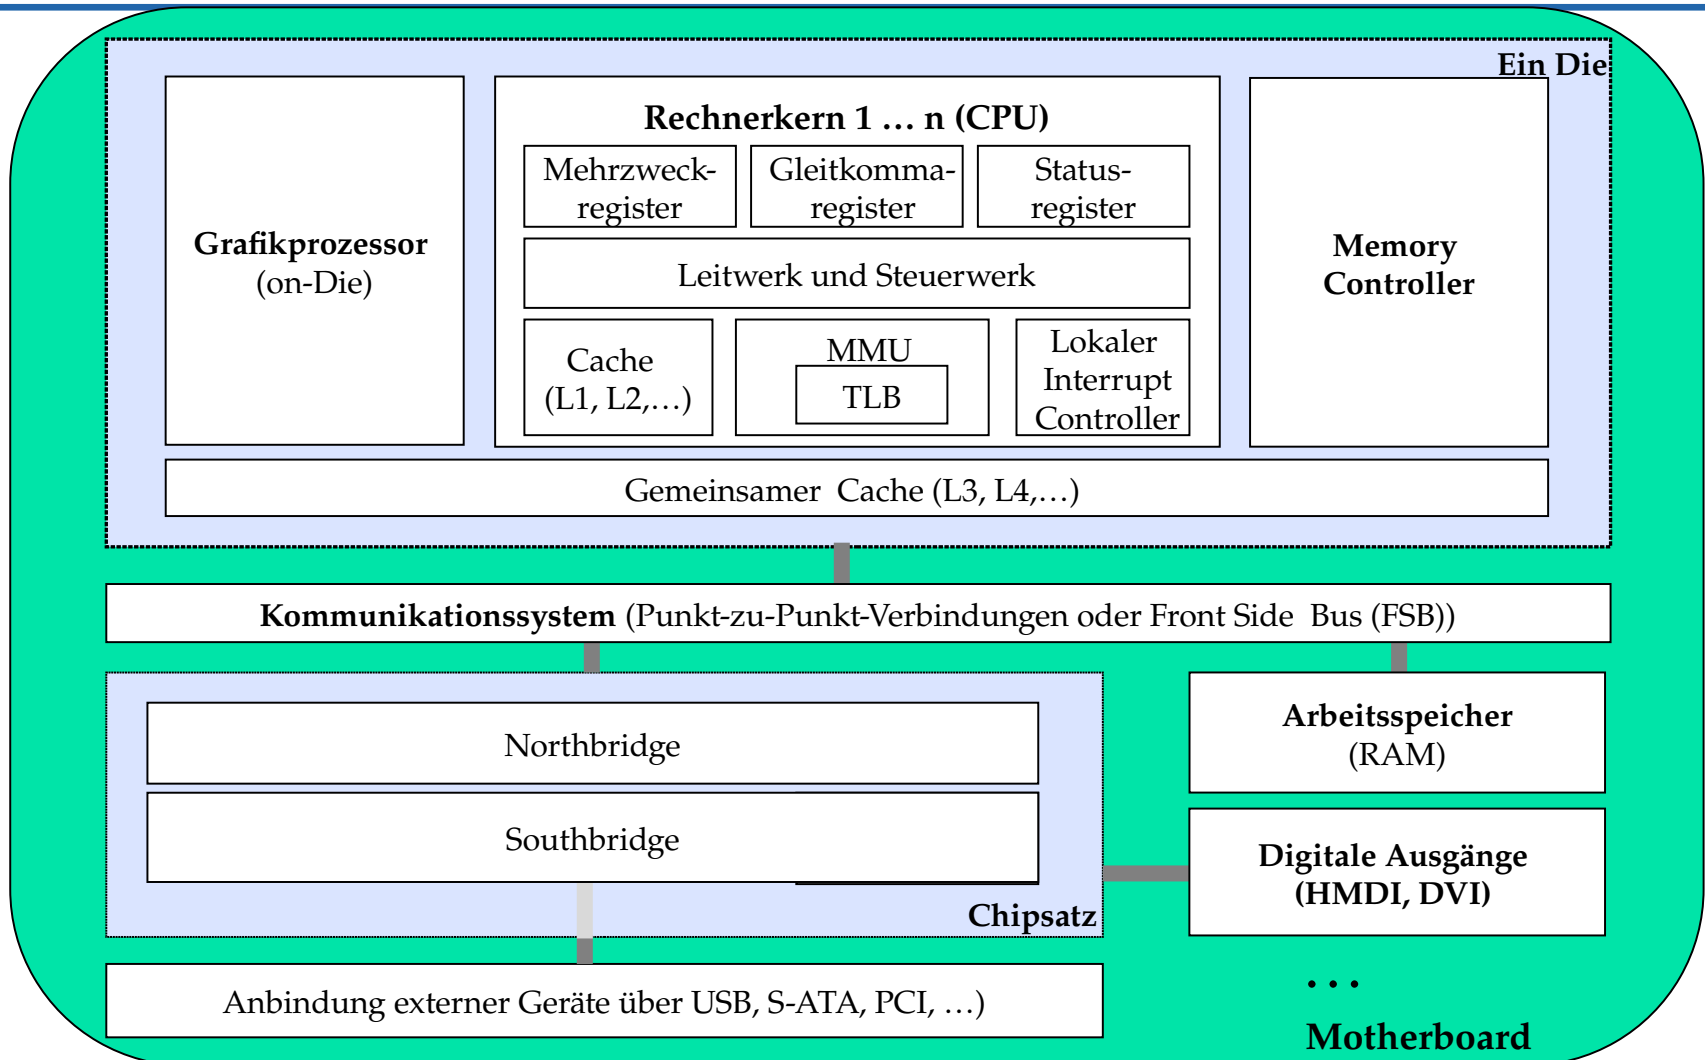 Ein Die
Rechnerkern 1 … n (CPU)
Mehrzweck-
register
Gleitkomma-
register
Status-
register
Grafikprozessor
(on-Die)
Leitwerk und Steuerwerk
Memory
Controller
Cache
(L1, L2,…)
MMU
TLB
Lokaler
Interrupt
Controller
Gemeinsamer Cache (L3, L4,…)
Kommunikationssystem (Punkt-zu-Punkt-Verbindungen oder Front Side Bus (FSB))
Northbridge
Southbridge
Chipsatz
Arbeitsspeicher
(RAM)
Digitale Ausgänge
(HMDI, DVI)
Anbindung externer Geräte über USB, S-ATA, PCI, …)
…
Motherboard